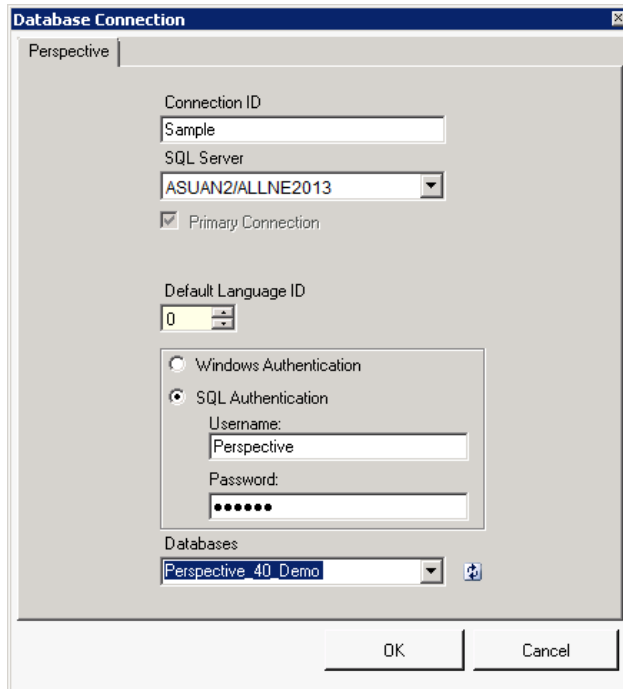 Database Connection
Perspective
Connection ID
Sample
SQL Server
ASUAN2/ALLNE2013
Primary Connection
Default Language ID
0
Windows Authentication
SQL Authentication
Username:
Perspective
Password:
●●●●●●
Databases
Perspective_40_Demo
OK Cancel